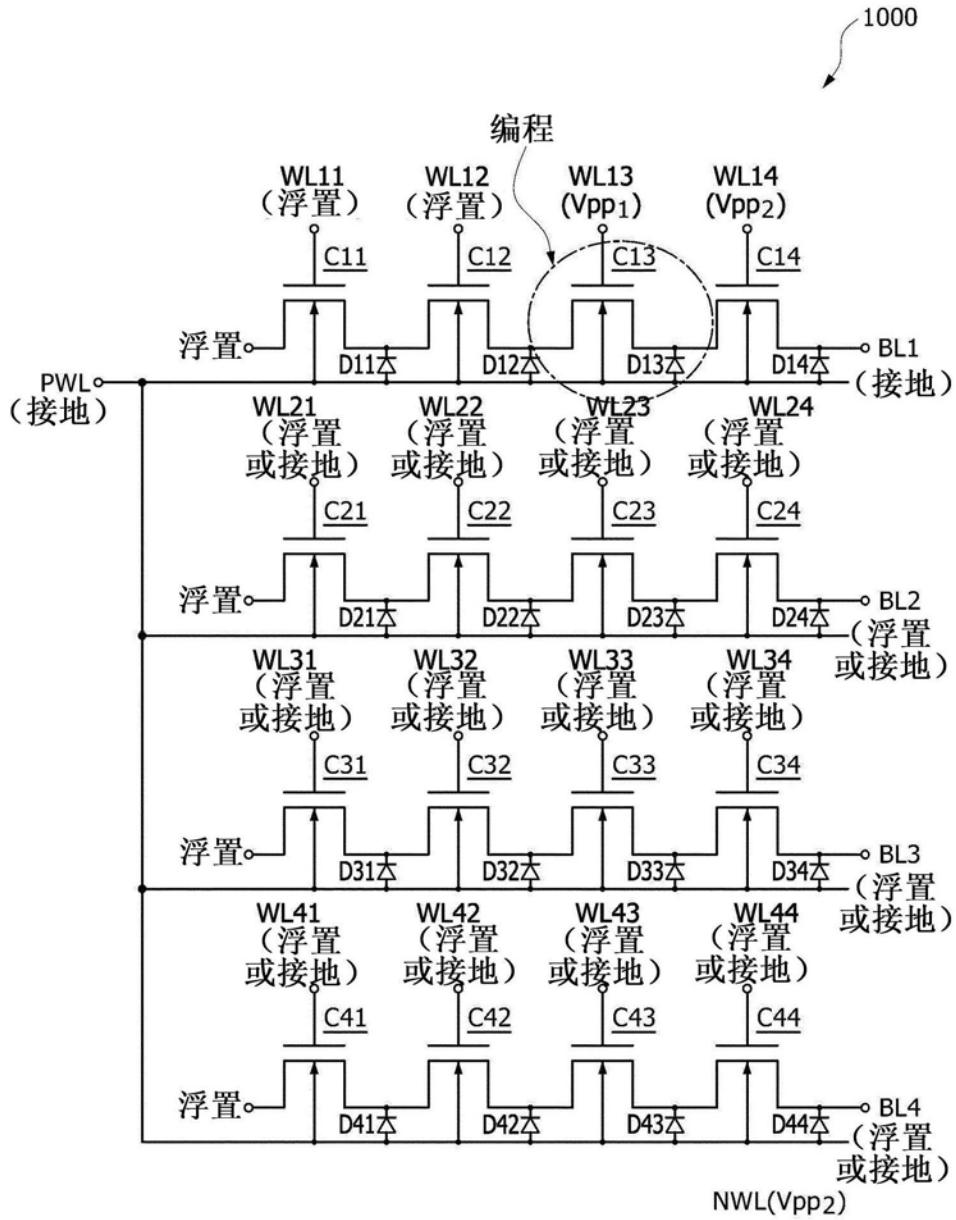 1000
编程
WL11 WL12 WL13 WL14
(浮置) (浮置) (Vpp1) (Vpp2)
C11 C12 C13 C14
浮置 D11 D12 D13 D14 BL1
PWL (接地)
(接地)
WL21 WL22 WL23 WL24
(浮置 (浮置 (浮置 (浮置
或接地) 或接地) 或接地) 或接地)
C21 C22 C23 C24
浮置 D21 D22 D23 D24 BL2
(浮置
或接地)
WL31 WL32 WL33 WL34
(浮置 (浮置 (浮置 (浮置
或接地) 或接地) 或接地) 或接地)
C31 C32 C33 C34
浮置 D31 D32 D33 D34 BL3
(浮置
或接地)
WL41 WL42 WL43 WL44
(浮置 (浮置 (浮置 (浮置
或接地) 或接地) 或接地) 或接地)
C41 C42 C43 C44
浮置 D41 D42 D43 D44 BL4
(浮置
或接地)
NWL(Vpp2)